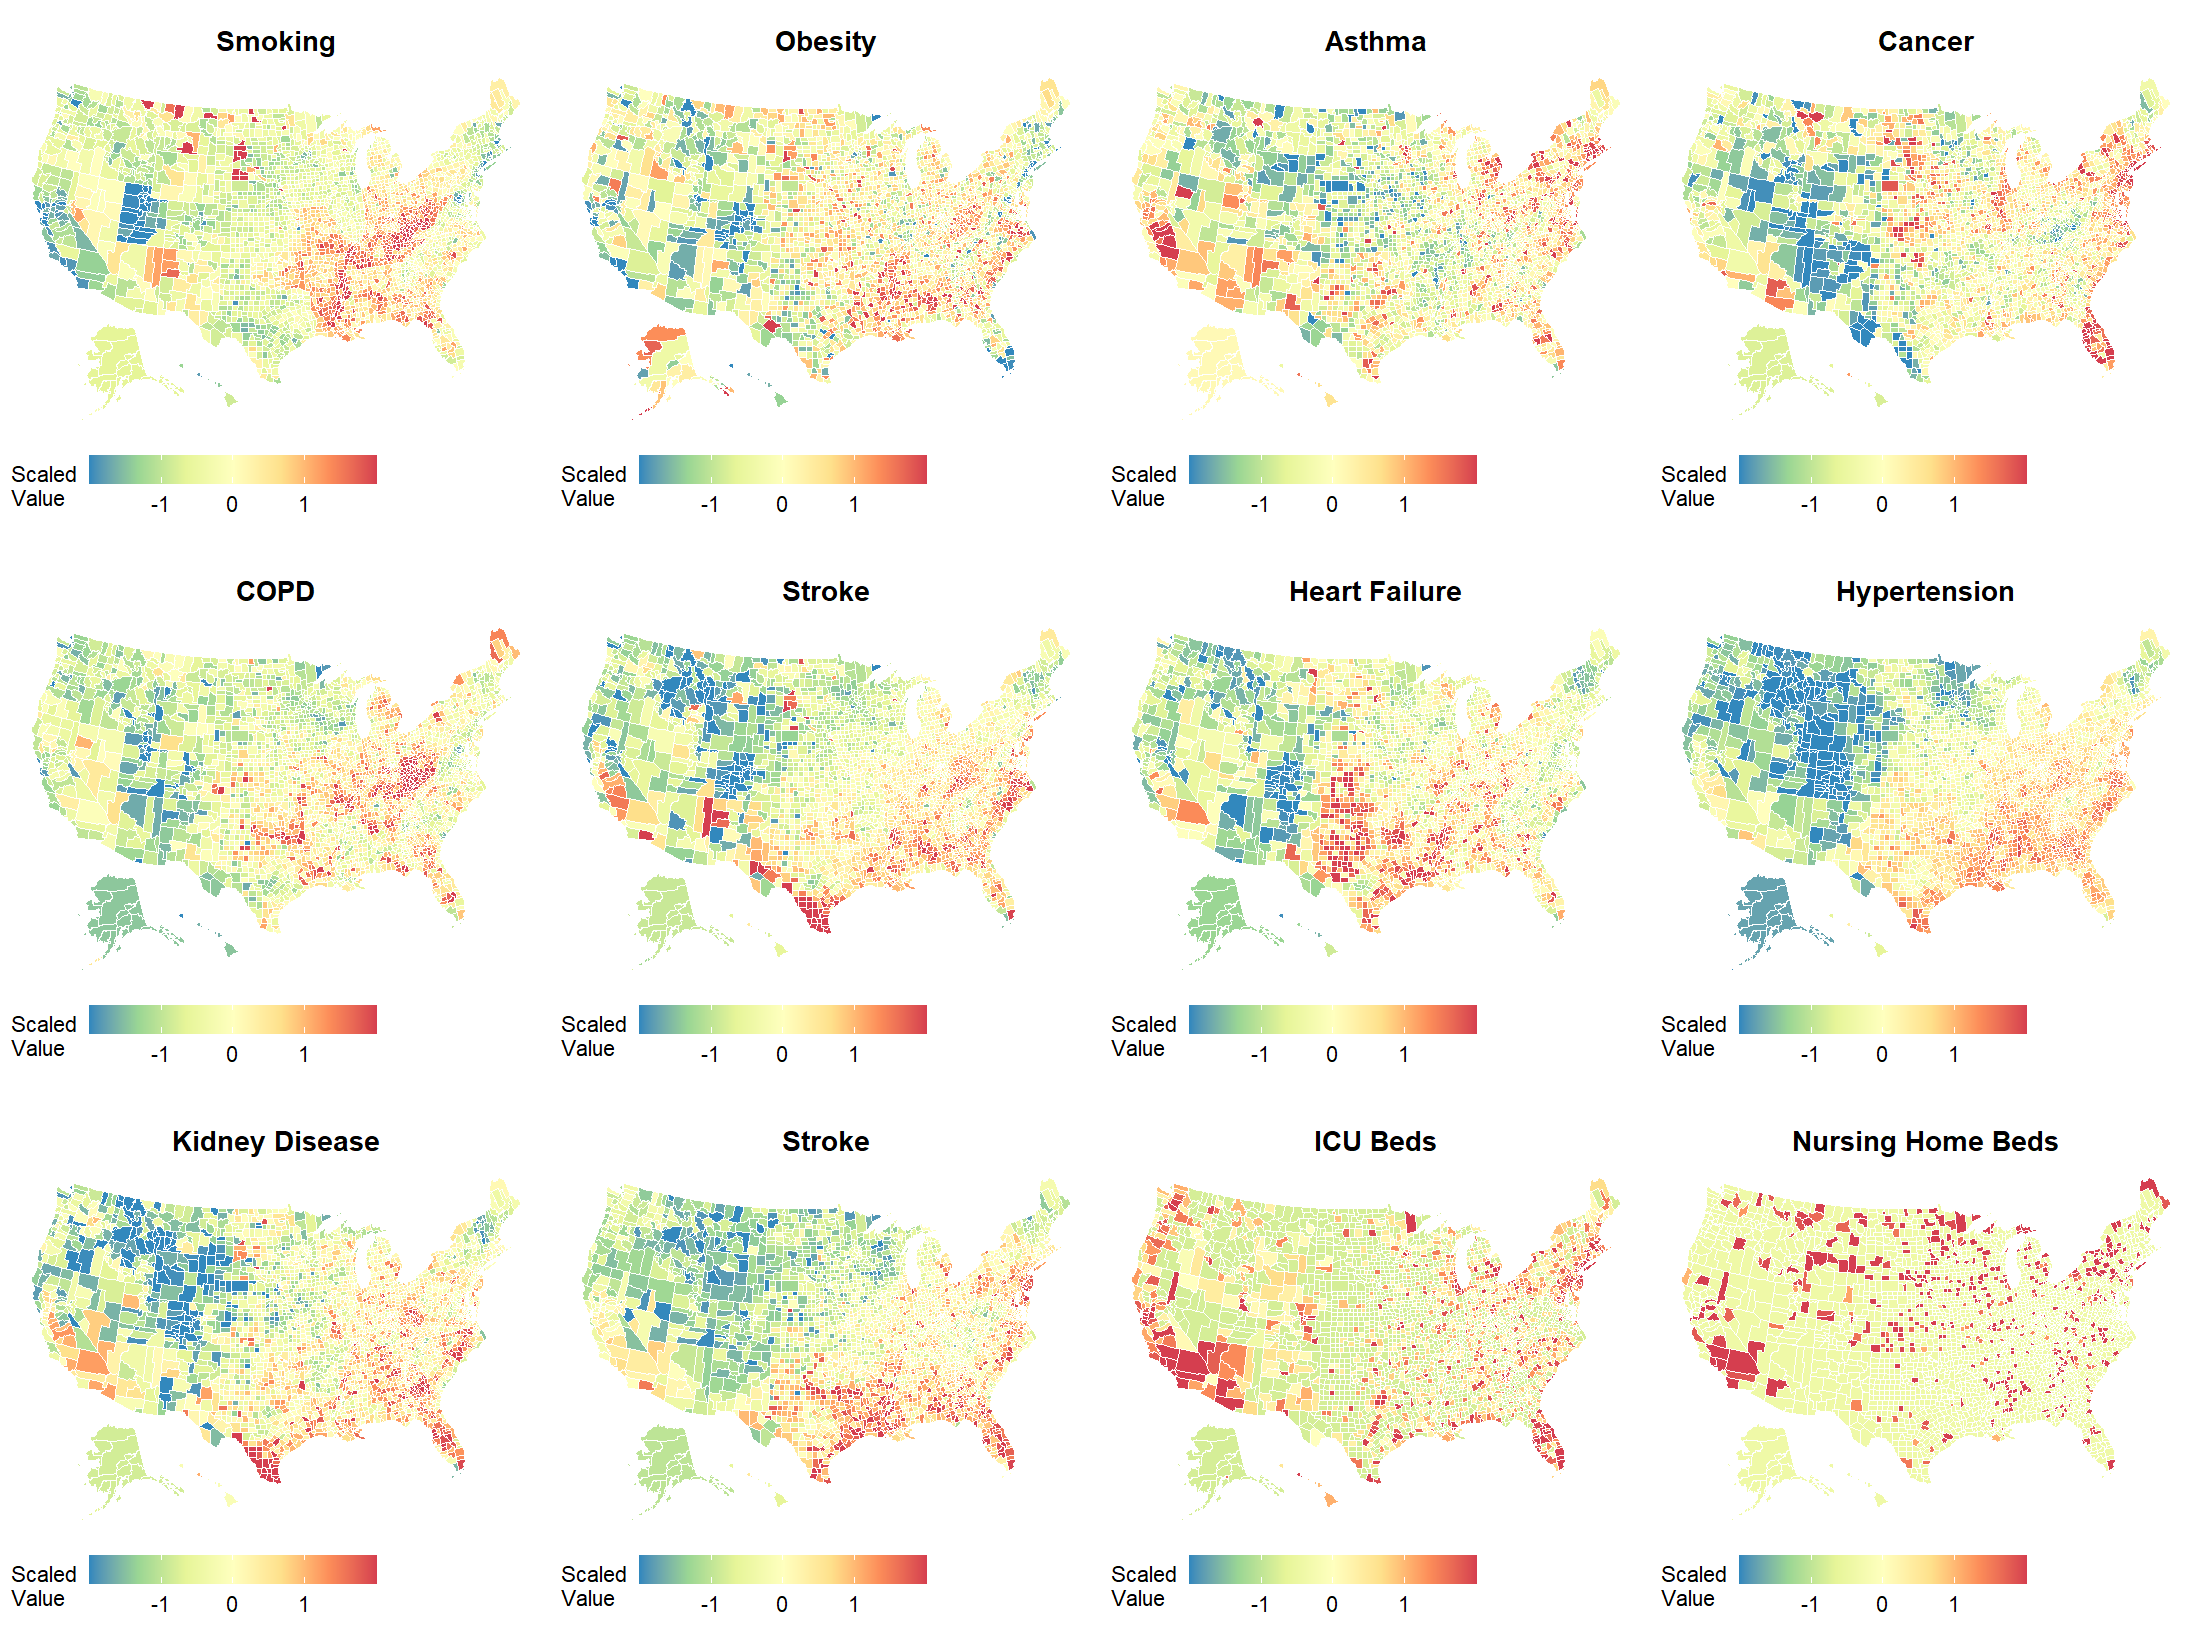 Smoking
Obesity
Asthma
Cancer
Scaled
Value
-1 0 1
Scaled
Value
-1 0 1
Scaled
Value
-1 0 1
Scaled
Value
-1 0 1
COPD
Stroke
Heart Failure
Hypertension
Scaled
Value
-1 0 1
Scaled
Value
-1 0 1
Scaled
Value
-1 0 1
Scaled
Value
-1 0 1
Kidney Disease
Stroke
ICU Beds
Nursing Home Beds
Scaled
Value
-1 0 1
Scaled
Value
-1 0 1
Scaled
Value
-1 0 1
Scaled
Value
-1 0 1